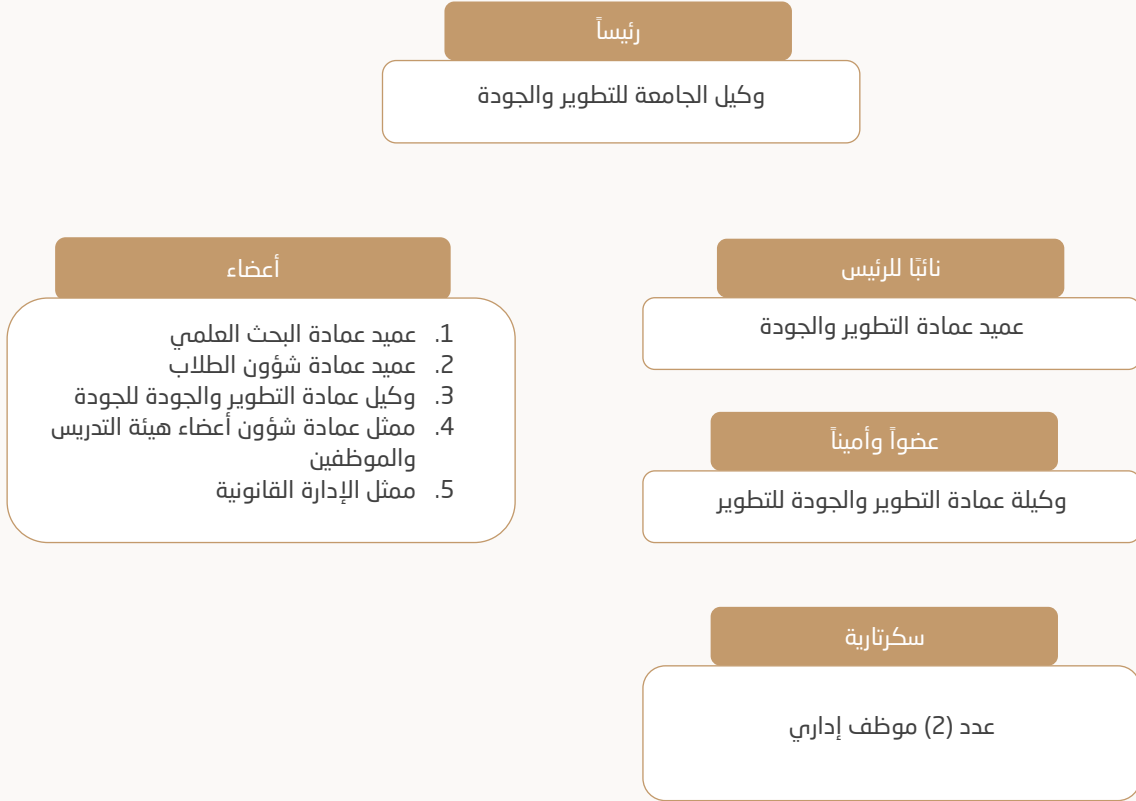 رئيساً
وكيل الجامعة للتطوير والجودة
نائبًا للرئيس
عميد عمادة التطوير والجودة
عضواً وأميناً
وكيلة عمادة التطوير والجودة للتطوير
سكرتارية
عدد (2) موظف إداري
أعضاء
1. عميد عمادة البحث العلمي
2. عميد عمادة شؤون الطلاب
3. وكيل عمادة التطوير والجودة للجودة
4. ممثل عمادة شؤون أعضاء هيئة التدريس
والموظفين
5. ممثل الإدارة القانونية